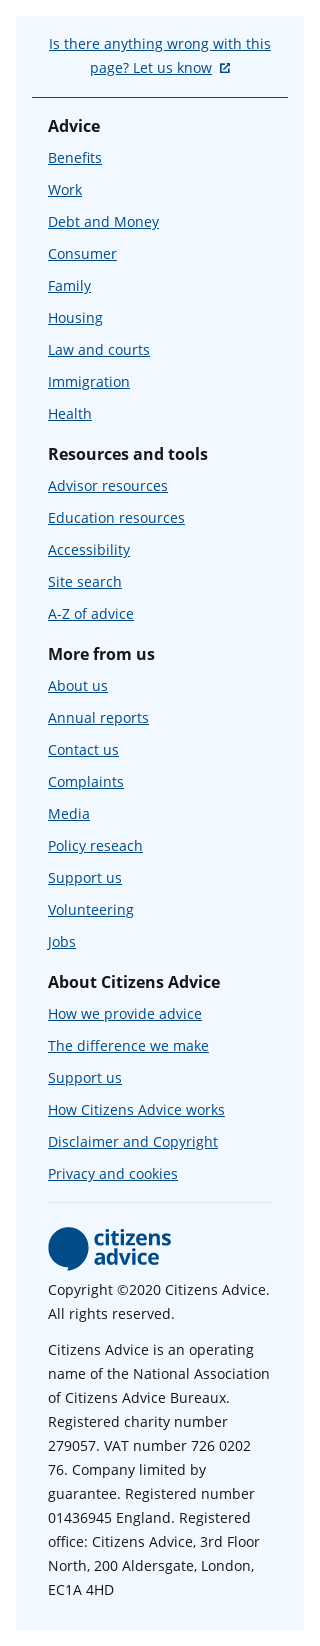 Is there anything wrong with this
page? Let us know
Advice
Benefits
Work
Debt and Money
Consumer
Family
Housing
Law and courts
Immigration
Health
Resources and tools
Advisor resources
Education resources
Accessibility
Site search
A-Z of advice
More from us
About us
Annual reports
Contact us
Complaints
Media
Policy reseach
Support us
Volunteering
Jobs
About Citizens Advice
How we provide advice
The difference we make
Support us
How Citizens Advice works
Disclaimer and Copyright
Privacy and cookies
citizens
advice
Copyright ©2020 Citizens Advice.
All rights reserved.
Citizens Advice is an operating
name of the National Association
of Citizens Advice Bureaux.
Registered charity number
279057. VAT number 726 0202
76. Company limited by
guarantee. Registered number
01436945 England. Registered
office: Citizens Advice, 3rd Floor
North, 200 Aldersgate, London,
EC1A 4HD